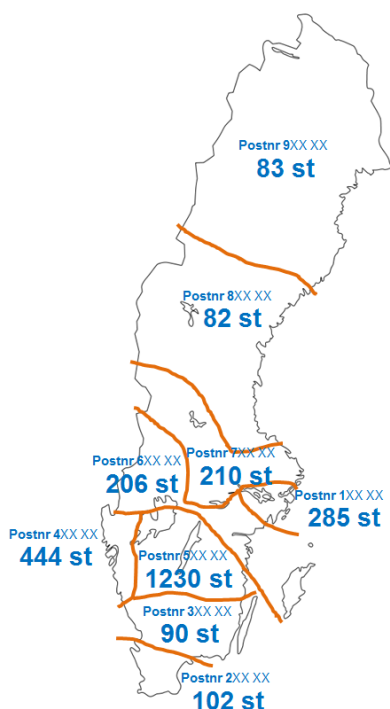 Postnr 9XX XX
83 st
Postnr 8XX XX
82 st
Postnr 7XX XX
210 st
Postnr 6XX XX
206 st
Postnr 1XX XX
285 st
Postnr 4XX XX
444 st
Postnr 5XX XX
1230 st
Postnr 3XX XX
90 st
Postnr 2XX XX
102 st